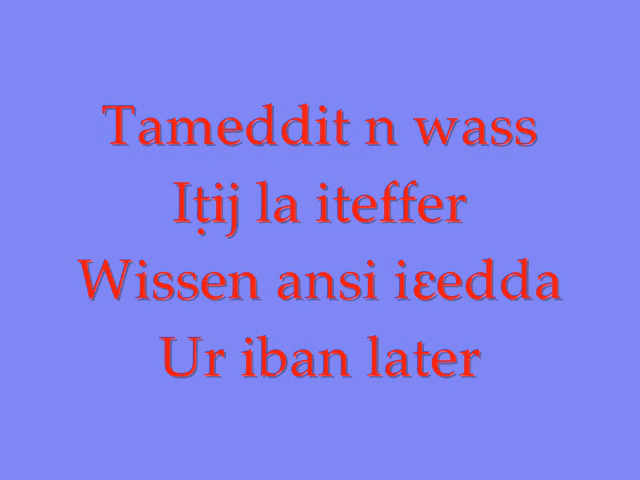 Tameddit n wass
Iṭij la iteffer
Wissen ansi iɛedda
Ur iban later